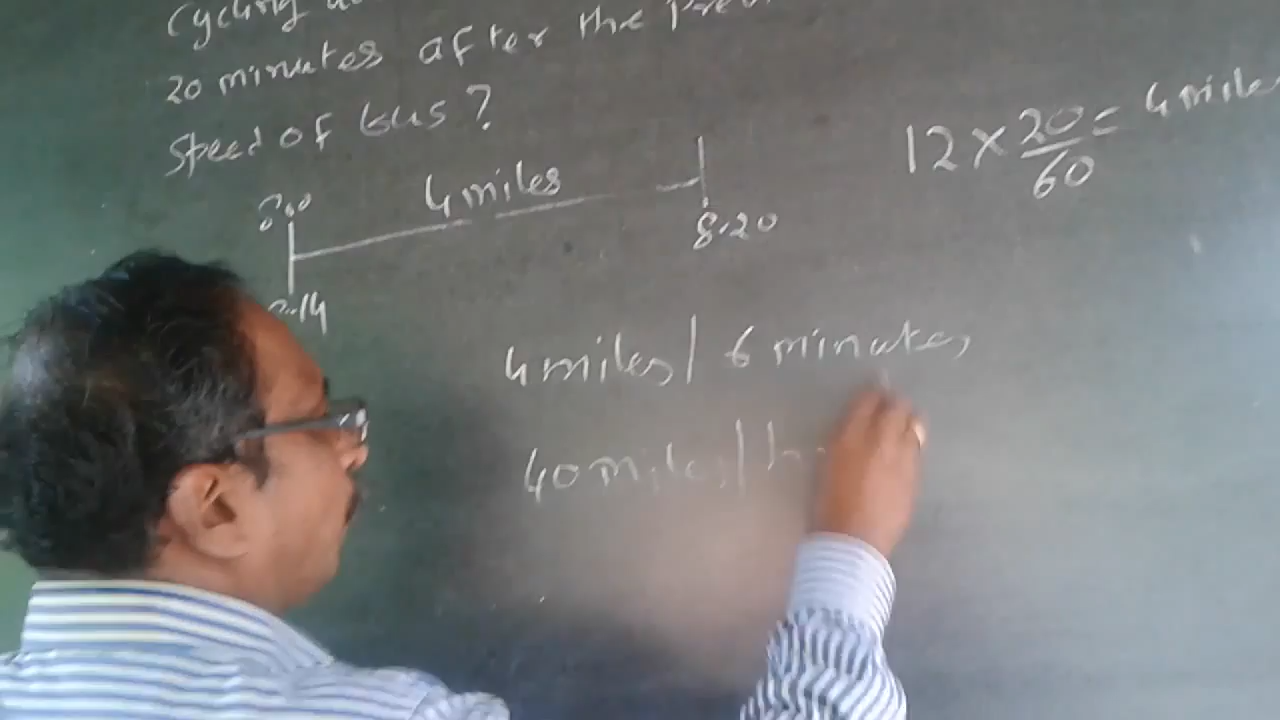 Cycling
20 minutes after the
Speed of bus?
12 × 20/60 = 4 miles
4 miles
8.00
8.20
8.14
4 miles / 6 minutes
40 miles / h